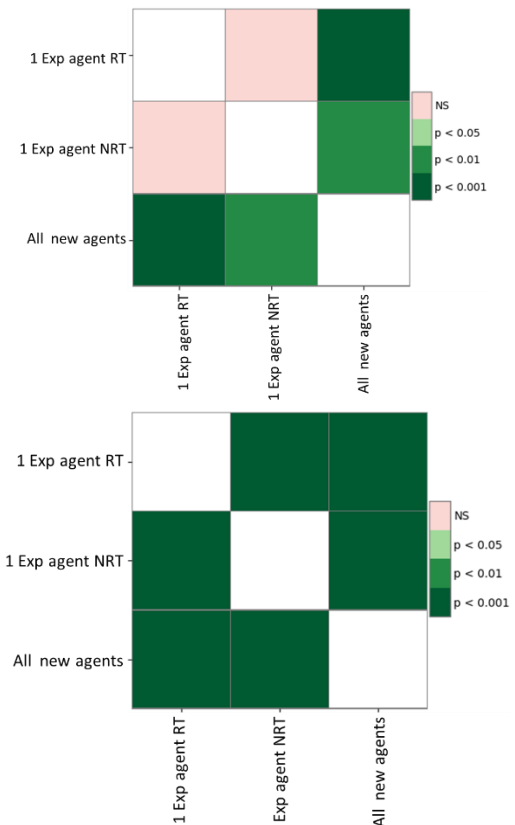 1 Exp agent RT
1 Exp agent NRT
All new agents
NS
p < 0.05
p < 0.01
p < 0.001
1 Exp agent RT
1 Exp agent NRT
All new agents
1 Exp agent RT
1 Exp agent NRT
All new agents
NS
p < 0.05
p < 0.01
p < 0.001
1 Exp agent RT
Exp agent NRT
All new agents